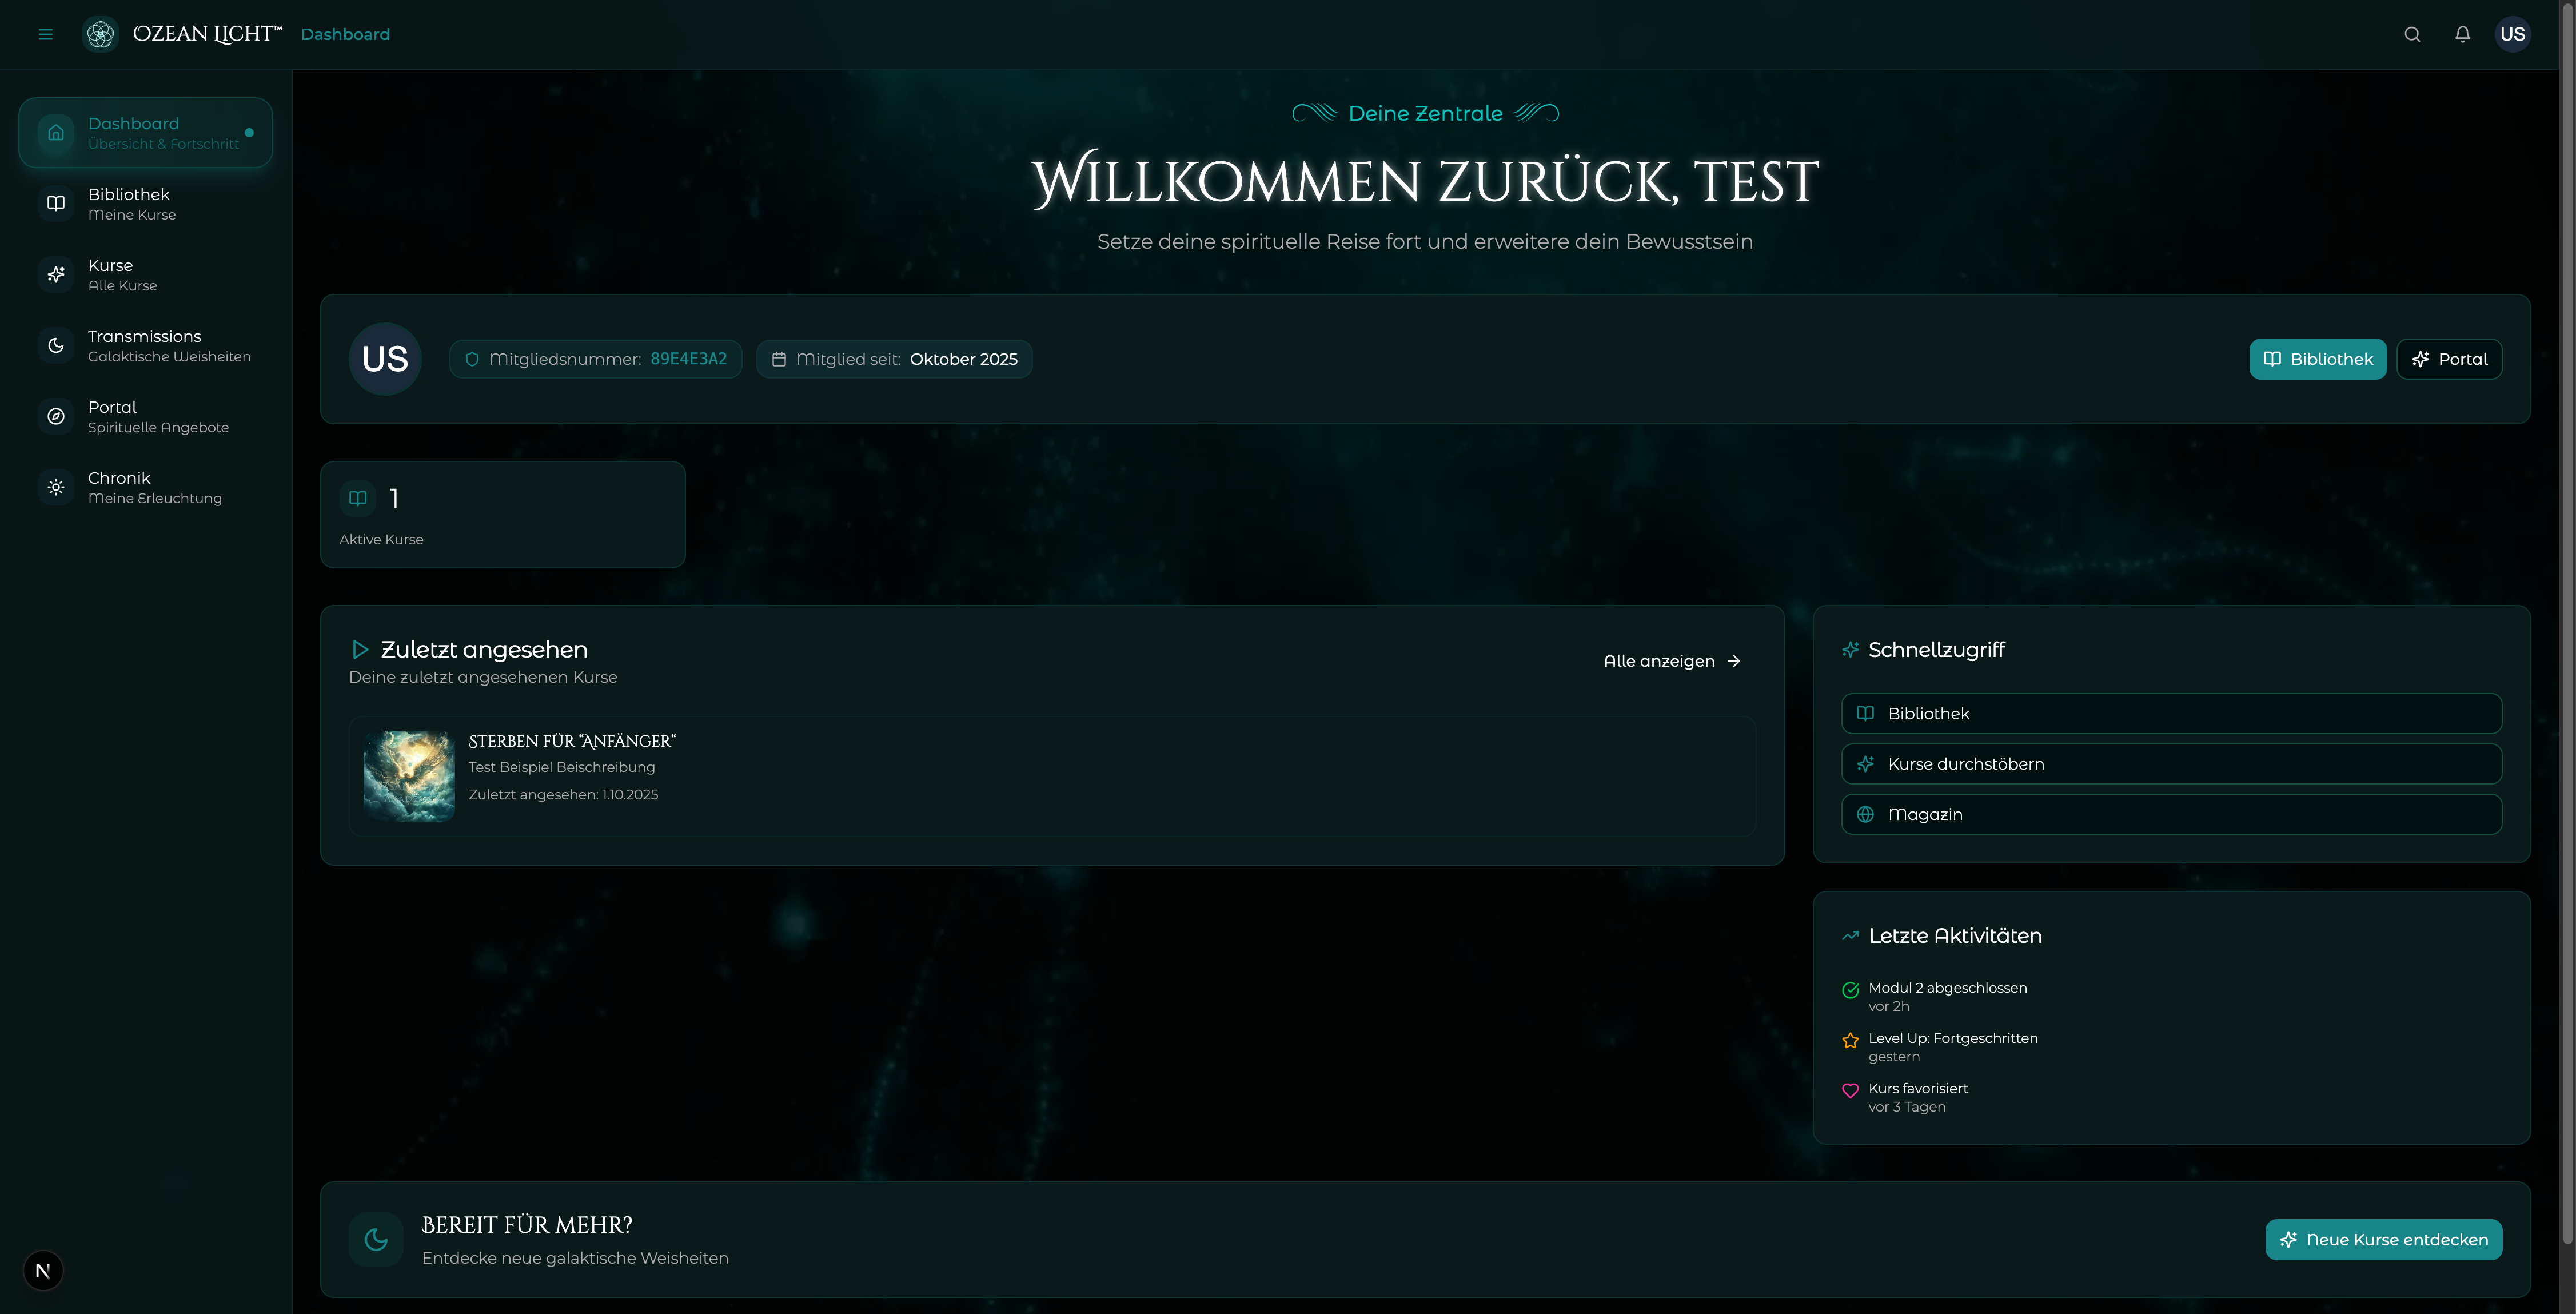 Ozean Licht™ Dashboard
US
Dashboard
Übersicht & Fortschritt
Bibliothek
Meine Kurse
Kurse
Alle Kurse
Transmissions
Galaktische Weisheiten
Portal
Spirituelle Angebote
Chronik
Meine Erleuchtung
N
Deine Zentrale
Willkommen zurück, test
Setze deine spirituelle Reise fort und erweitere dein Bewusstsein
US
Mitgliedsnummer: 89E4E3A2
Mitglied seit: Oktober 2025
Bibliothek
Portal
1
Aktive Kurse
Zuletzt angesehen
Deine zuletzt angesehenen Kurse
Alle anzeigen →
Sterben für “Anfänger“
Test Beispiel Beischreibung
Zuletzt angesehen: 1.10.2025
Schnellzugriff
Bibliothek
Kurse durchstöbern
Magazin
Letzte Aktivitäten
Modul 2 abgeschlossen
vor 2h
Level Up: Fortgeschritten
gestern
Kurs favorisiert
vor 3 Tagen
Bereit für mehr?
Entdecke neue galaktische Weisheiten
Neue Kurse entdecken